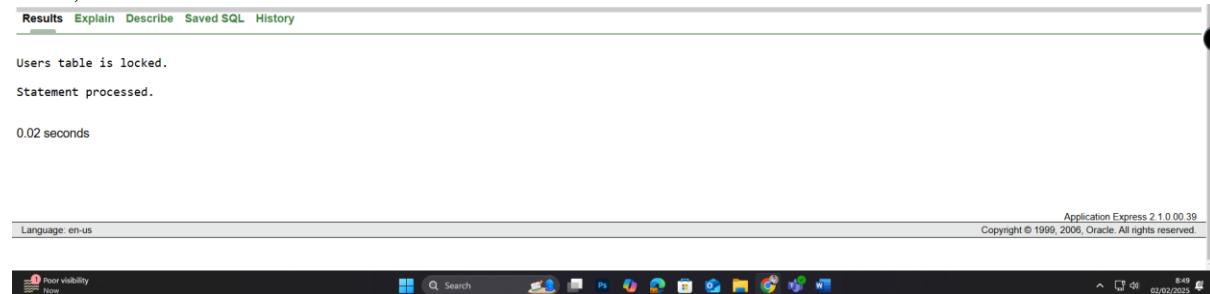 Results Explain Describe Saved SQL History
Users table is locked.
Statement processed.
0.02 seconds
Application Express 2.1.0.00.39
Language: en-us Copyright © 1999, 2006, Oracle. All rights reserved.
1 Poor visibility
Now
Search
8:49
02/02/2025